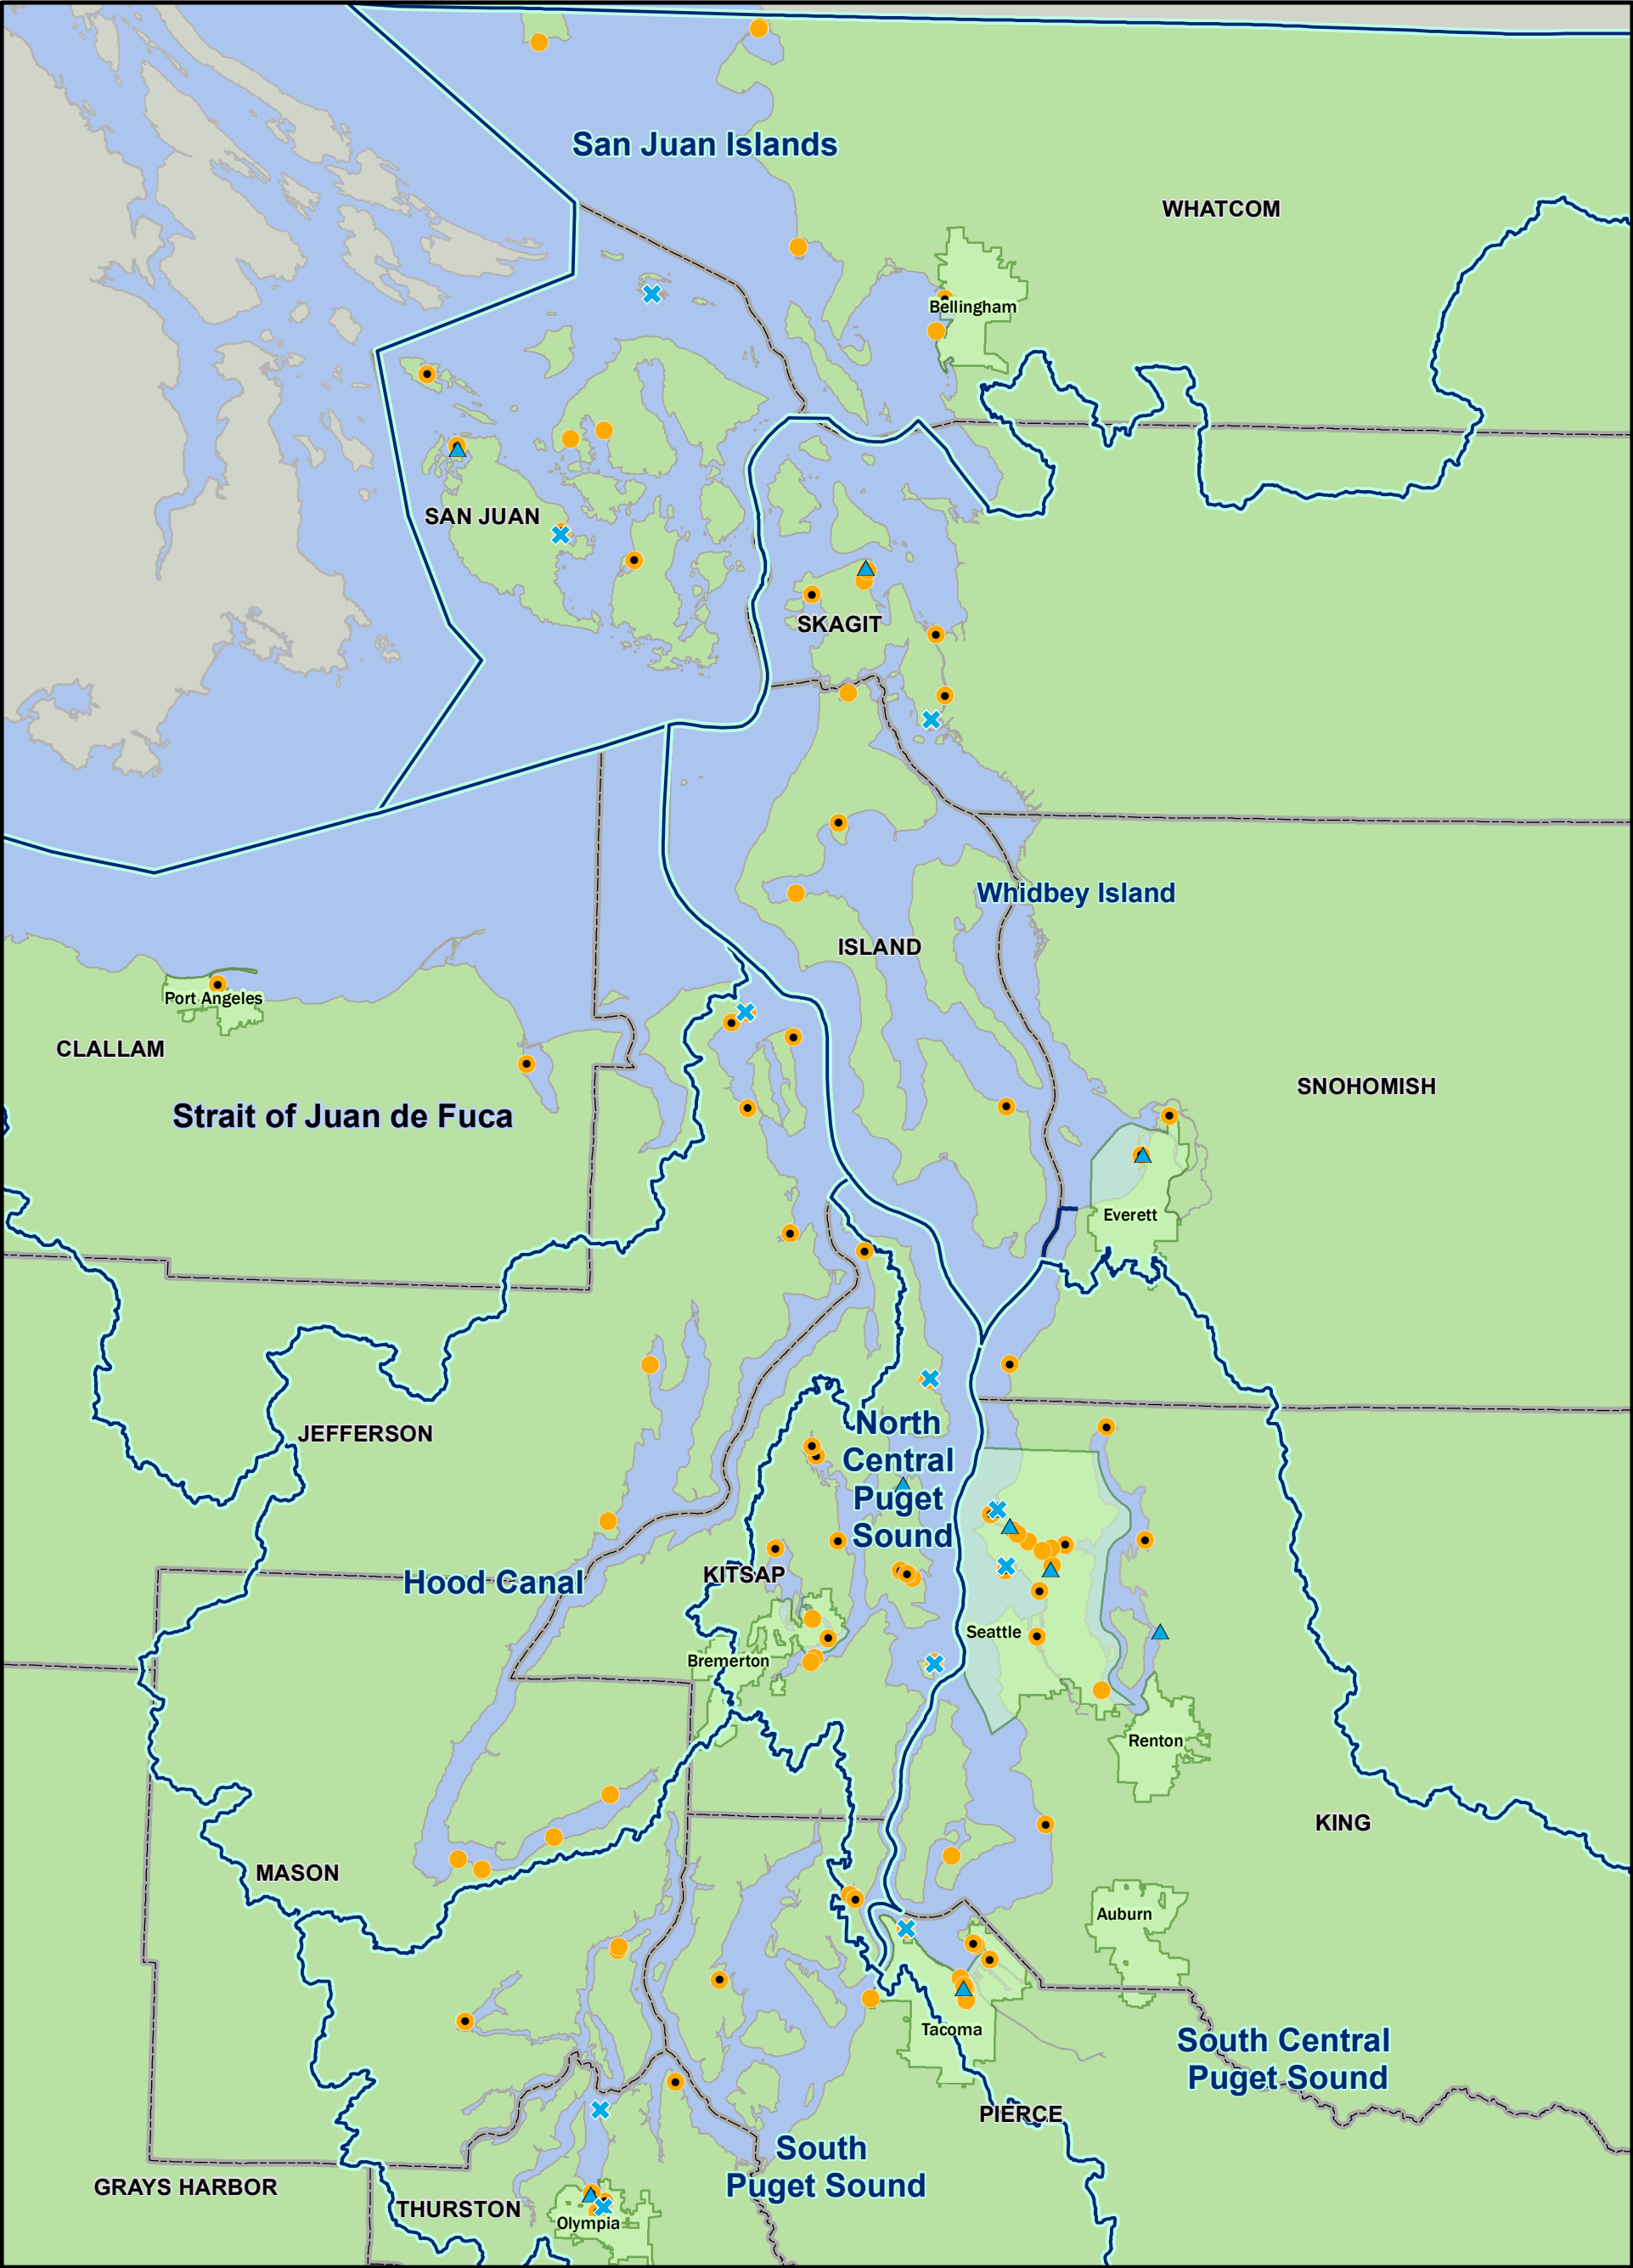 San Juan Islands
WHATCOM
Bellingham
SAN JUAN
SKAGIT
Whidbey Island
ISLAND
Port Angeles
CLALLAM
SNOHOMISH
Strait of Juan de Fuca
Everett
North
Central
Puget
Sound
JEFFERSON
KITSAP
Hood Canal
Seattle
Bremerton
Renton
KING
MASON
Auburn
Tacoma
South Central
Puget Sound
PIERCE
South
Puget Sound
GRAYS HARBOR
THURSTON
Olympia